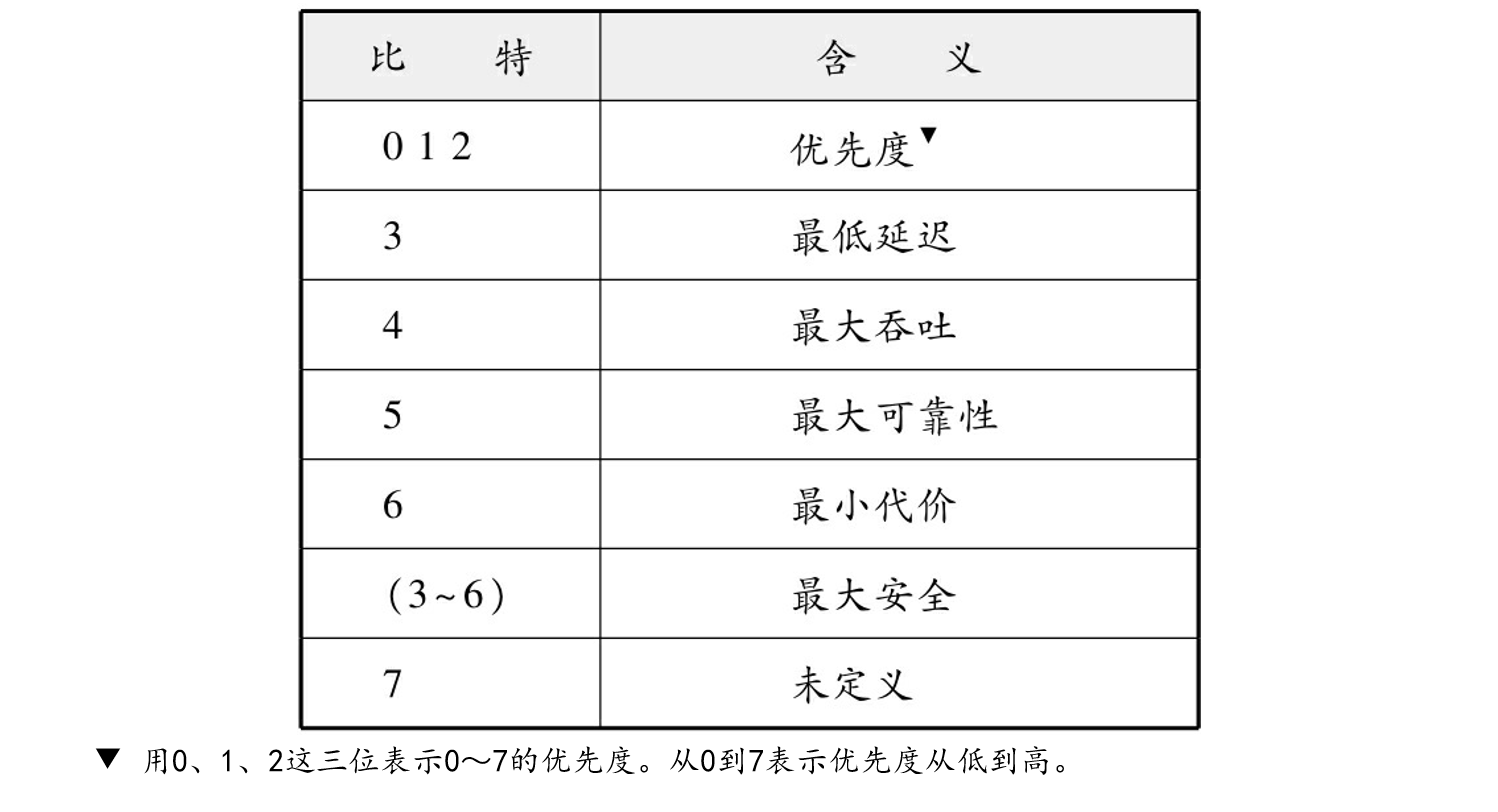 比 特 含 义
0 1 2 优先度▼
3 最低延迟
4 最大吞吐
5 最大可靠性
6 最小代价
(3~6) 最大安全
7 未定义
▼ 用0、1、2这三位表示0～7的优先度。从0到7表示优先度从低到高。